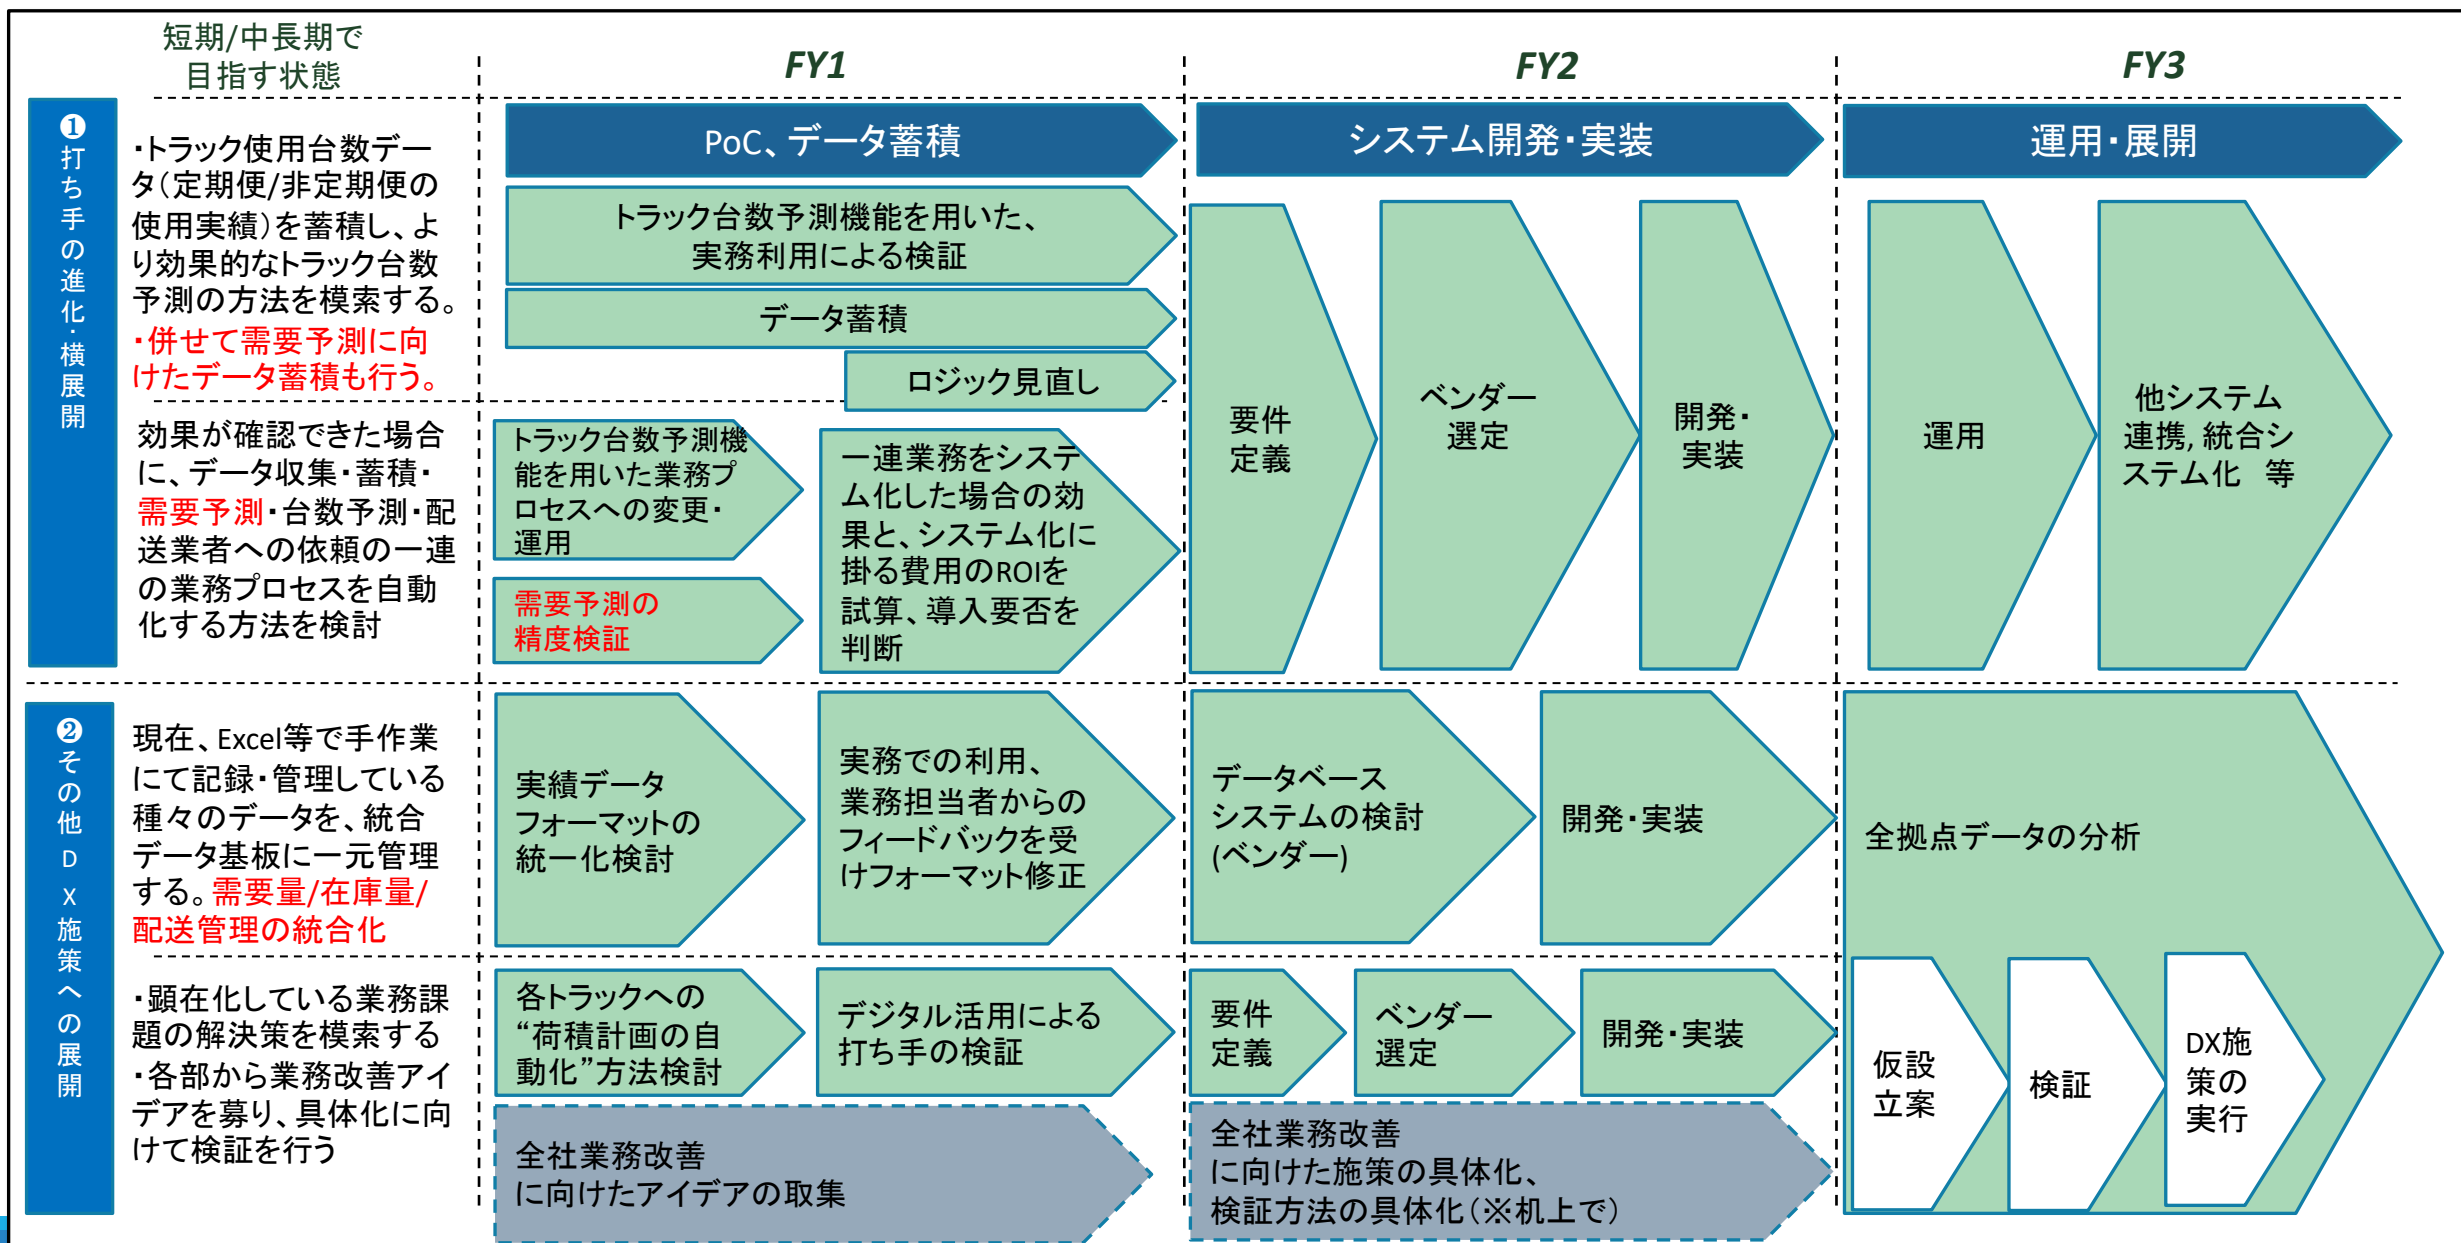 短期/中長期で
目指す状態
FY1
FY2
FY3
❶打ち手の進化・横展開
・トラック使用台数デー
タ（定期便/非定期便の
使用実績）を蓄積し、よ
り効果的なトラック台数
予測の方法を模索する。
・併せて需要予測に向
けたデータ蓄積も行う。
PoC、データ蓄積
システム開発・実装
運用・展開
トラック台数予測機能を用いた、
実務利用による検証
データ蓄積
ロジック見直し
効果が確認できた場合
に、データ収集・蓄積・
需要予測・台数予測・配
送業者への依頼の一連
の業務プロセスを自動
化する方法を検討
トラック台数予測機
能を用いた業務プ
ロセスへの変更・
運用
需要予測の
精度検証
一連業務をシステ
ム化した場合の効
果と、システム化に
掛る費用のROIを
試算、導入要否を
判断
要件
定義
ベンダー
選定
開発・
実装
運用
他システム
連携, 統合シ
ステム化　等
❷その他DX施策への展開
現在、Excel等で手作業
にて記録・管理している
種々のデータを、統合
データ基板に一元管理
する。需要量/在庫量/
配送管理の統合化
実績データ
フォーマットの
統一化検討
実務での利用、
業務担当者からの
フィードバックを受
けフォーマット修正
データベース
システムの検討
(ベンダー)
開発・実装
全拠点データの分析
・顕在化している業務課
題の解決策を模索する
・各部から業務改善アイ
デアを募り、具体化に向
けて検証を行う
各トラックへの
“荷積計画の自
動化”方法検討
デジタル活用による
打ち手の検証
要件
定義
ベンダー
選定
開発・実装
仮設
立案
検証
DX施
策の
実行
全社業務改善
に向けたアイデアの取集
全社業務改善
に向けた施策の具体化、
検証方法の具体化（※机上で）